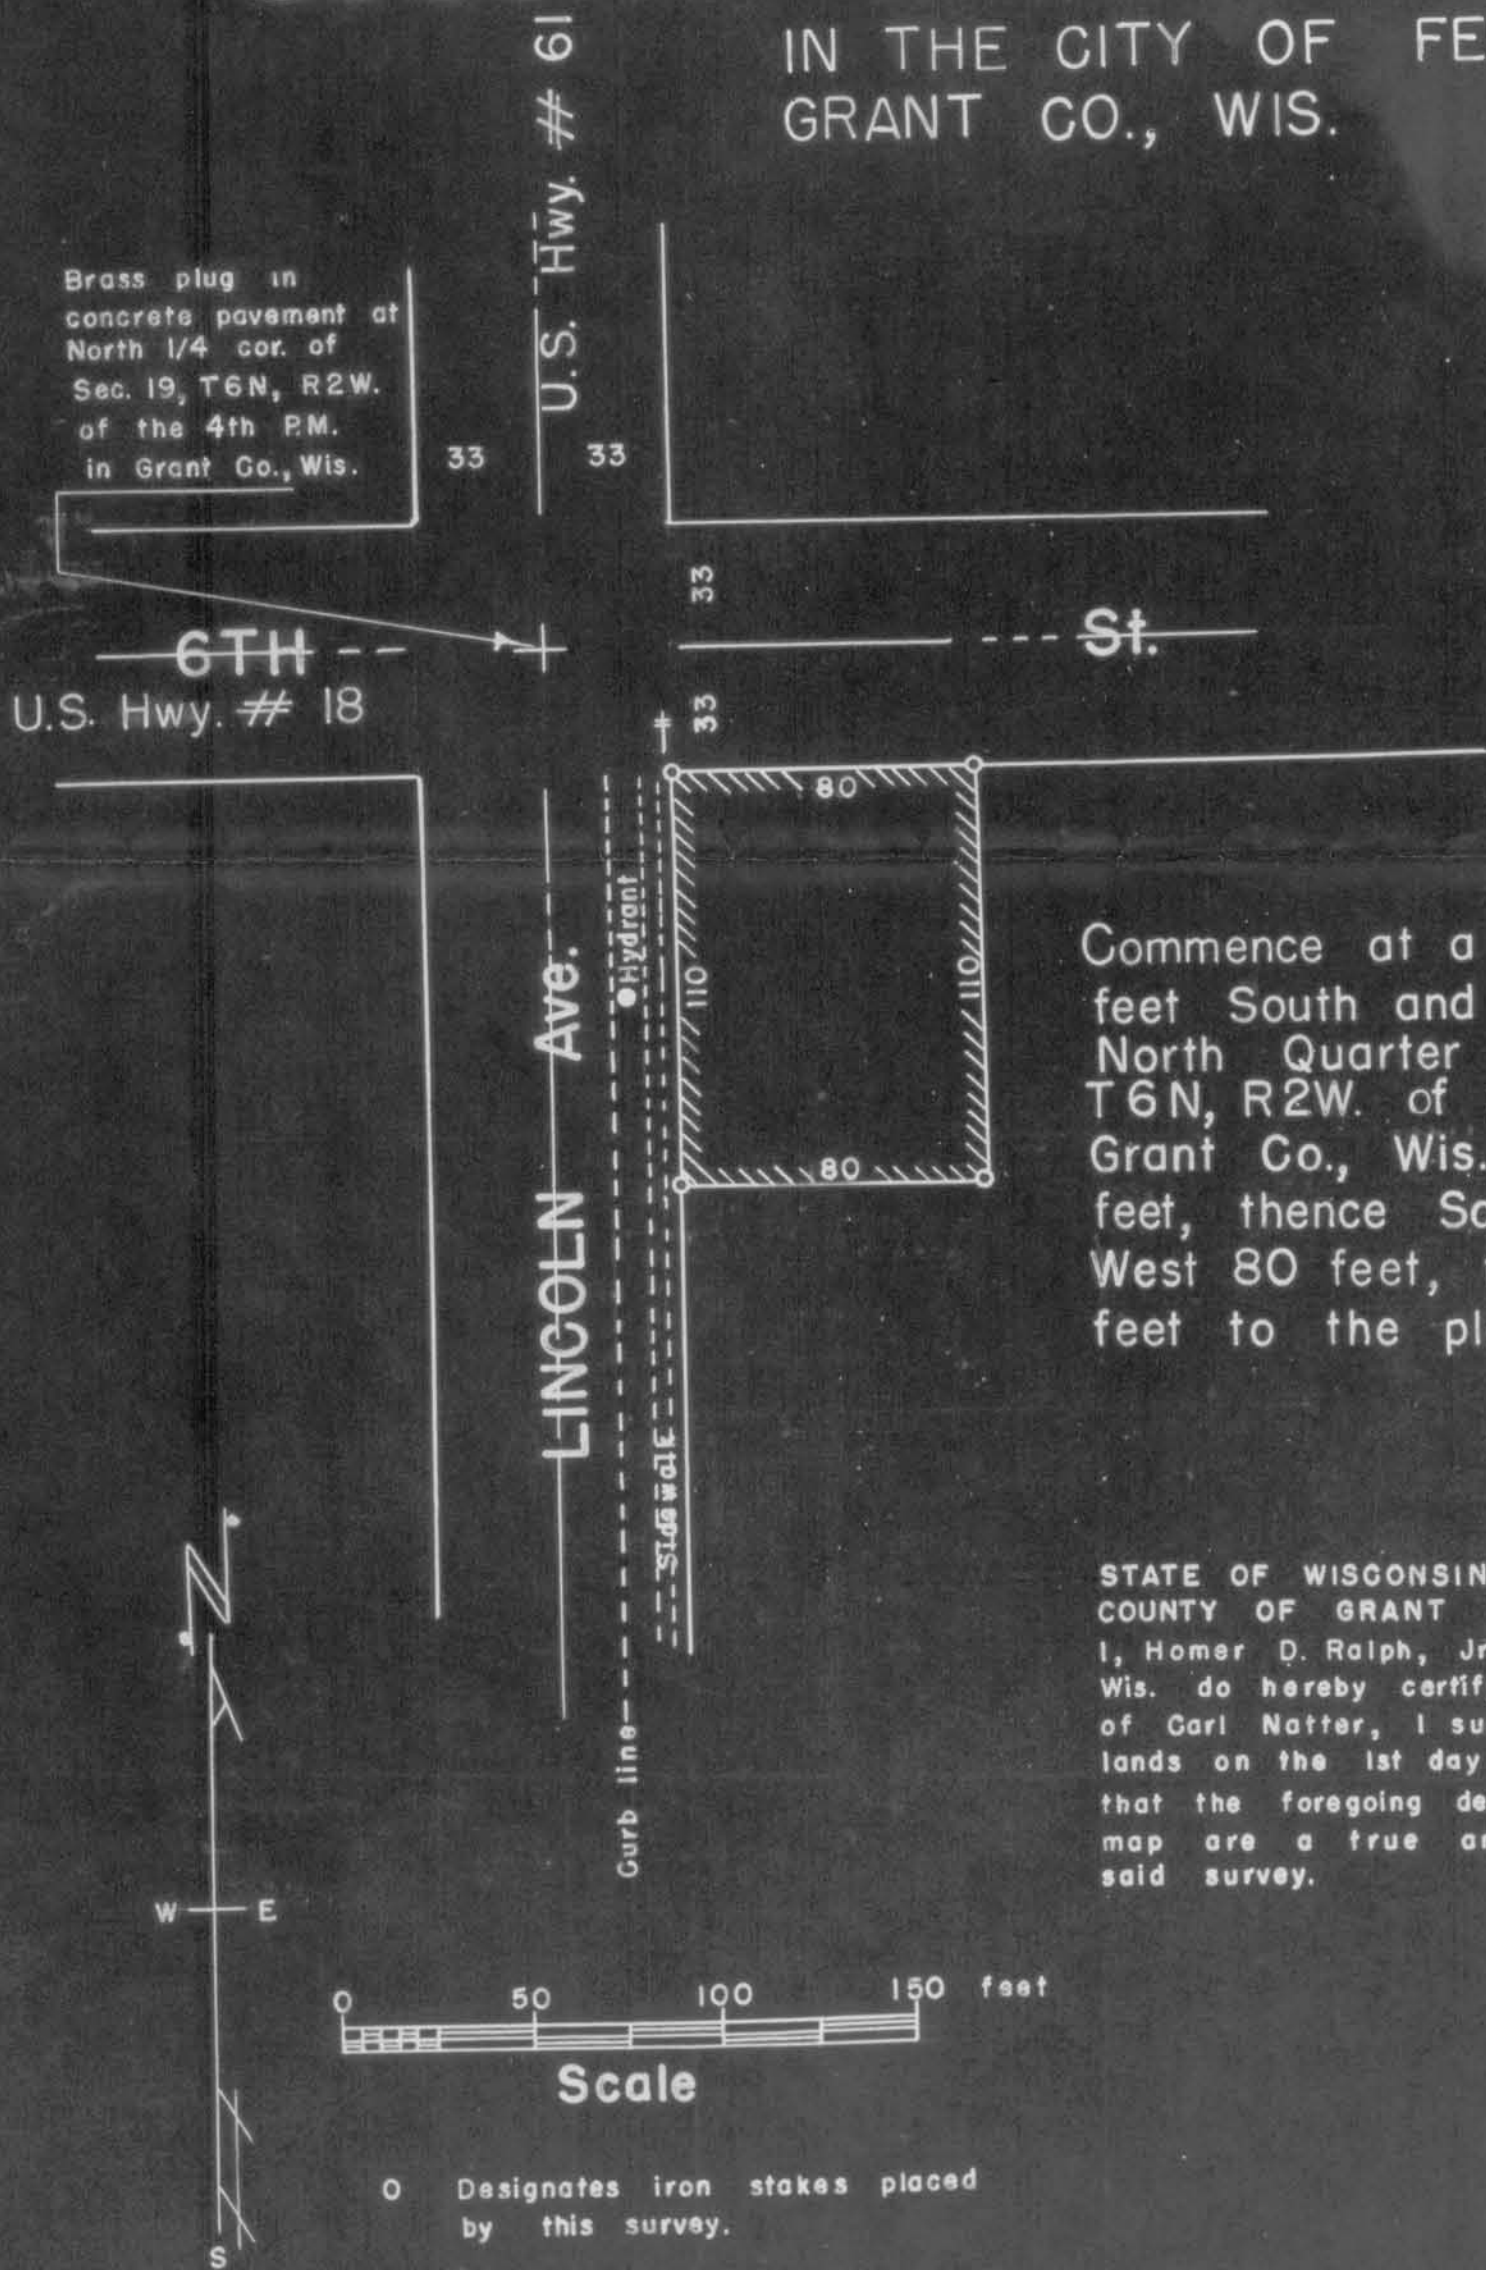 IN THE CITY OF FE
GRANT CO., WIS.
U.S. Hwy. # 61
Brass plug in
concrete pavement at
North 1/4 cor. of
Sec. 19, T6N, R2W.
of the 4th P.M.
in Grant Co., Wis.
33
33
33
33
6TH St.
U.S. Hwy. # 18
80
110
110
80
Hydrant
LINCOLN Ave.
Sidewalk
Curb line
Commence at a
feet South and
North Quarter
T6N, R2W. of
Grant Co., Wis.
feet, thence So
West 80 feet,
feet to the pl
STATE OF WISCONSIN
COUNTY OF GRANT
I, Homer D. Ralph, Jr
Wis. do hereby certif
of Carl Natter, I su
lands on the 1st day
that the foregoing de
map are a true a
said survey.
N
W E
S
0 50 100 150 feet
Scale
O Designates iron stakes placed
by this survey.